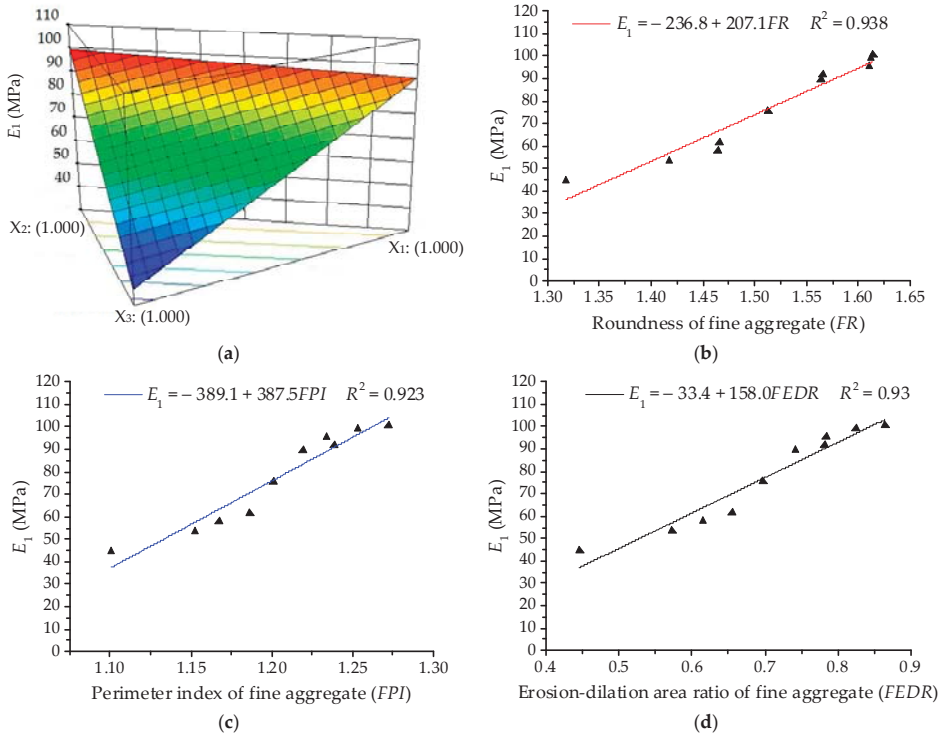 110
100
90
80
70
60
50
40
E1 (MPa)
X2: (1.000)
X1: (1.000)
X3: (1.000)
(a)
E1 = − 236.8 + 207.1FR R2 = 0.938
120
110
100
90
80
70
60
50
40
30
20
10
0
E1 (MPa)
1.30 1.35 1.40 1.45 1.50 1.55 1.60 1.65
Roundness of fine aggregate (FR)
(b)
E1 = − 389.1 + 387.5FPI R2 = 0.923
120
110
100
90
80
70
60
50
40
30
20
10
0
E1 (MPa)
1.10 1.15 1.20 1.25 1.30
Perimeter index of fine aggregate (FPI)
(c)
E1 = − 33.4 + 158.0FEDR R2 = 0.93
120
110
100
90
80
70
60
50
40
30
20
10
0
E1 (MPa)
0.4 0.5 0.6 0.7 0.8 0.9
Erosion-dilation area ratio of fine aggregate (FEDR)
(d)